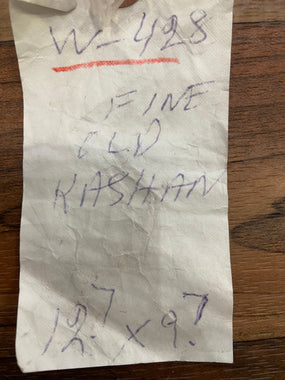 W-428
FINE
OLD
KASHAN
12.7 x 9.7